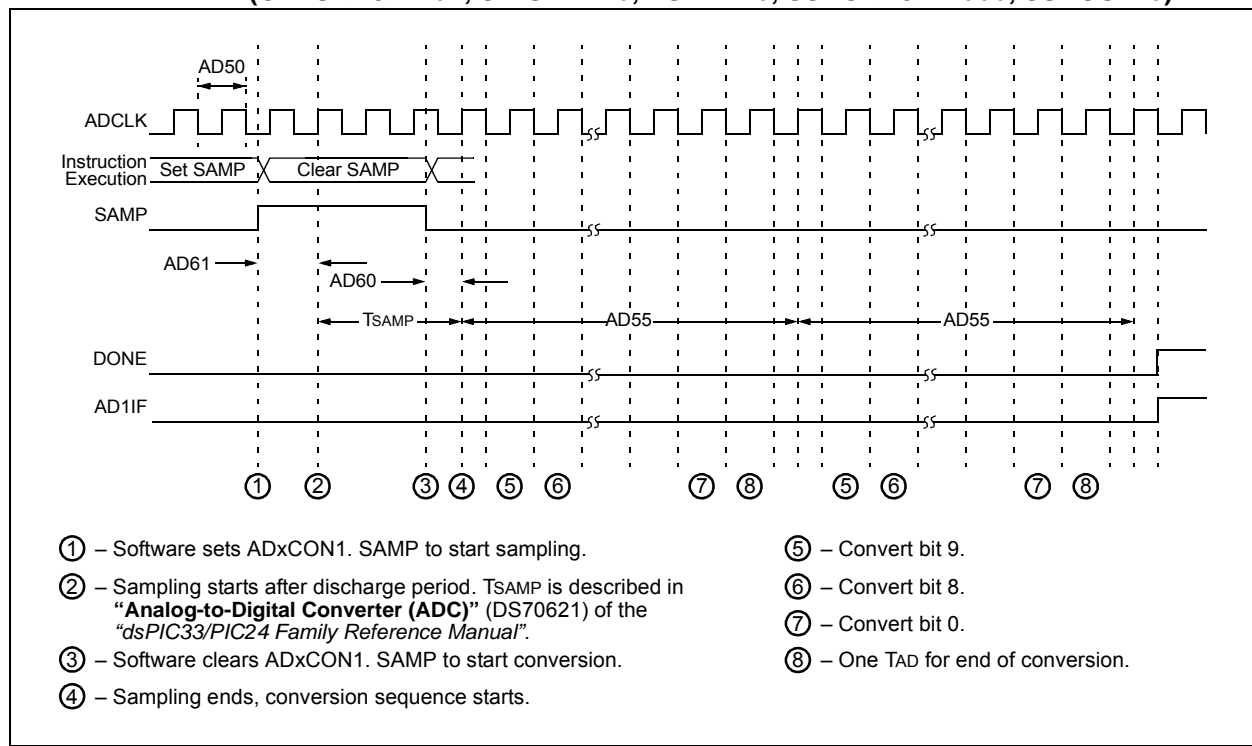 AD50
ADCLK
Instruction
Execution
Set SAMP
Clear SAMP
SAMP
AD61
AD60
TSAMP
AD55
AD55
DONE
AD1IF
1 2 3 4 5 6 7 8 5 6 7 8
1 – Software sets ADxCON1. SAMP to start sampling.
2 – Sampling starts after discharge period. TSAMP is described in
“Analog-to-Digital Converter (ADC)” (DS70621) of the
“dsPIC33/PIC24 Family Reference Manual”.
3 – Software clears ADxCON1. SAMP to start conversion.
4 – Sampling ends, conversion sequence starts.
5 – Convert bit 9.
6 – Convert bit 8.
7 – Convert bit 0.
8 – One TAD for end of conversion.